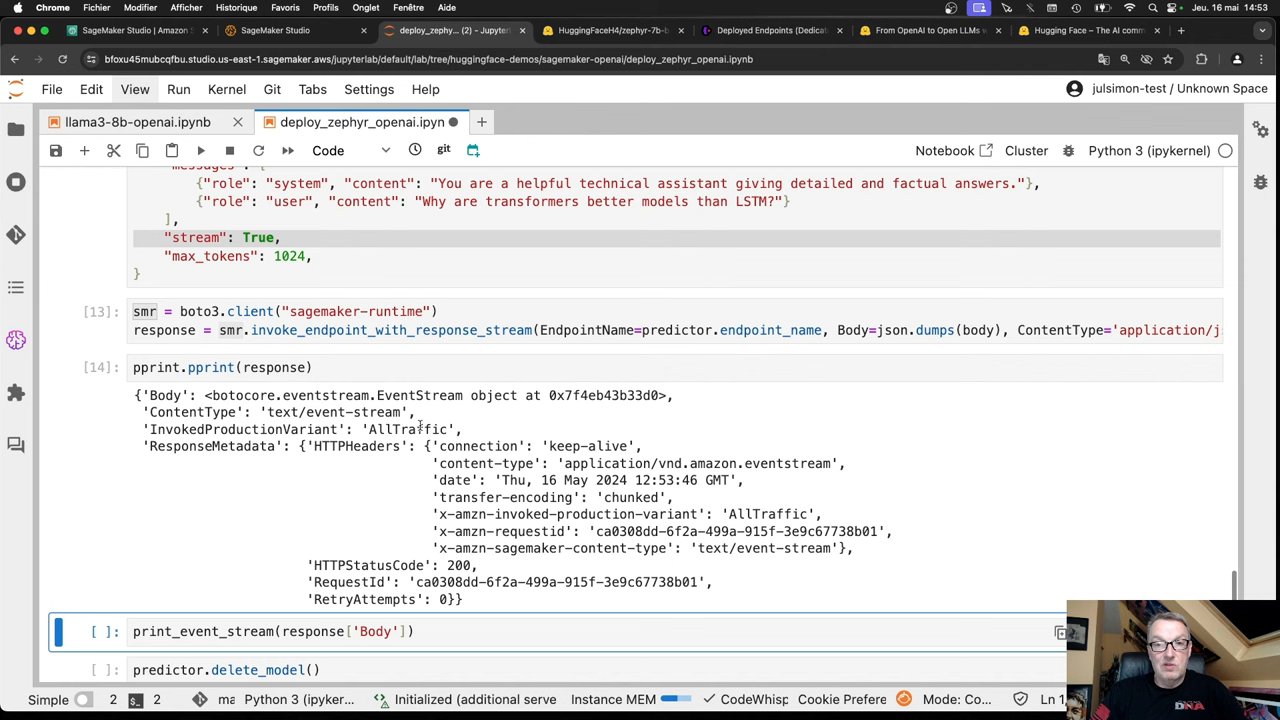 Chrome Fichier Modifier Afficher Historique Favoris Profils Onglet Fenêtre Aide Jeu. 16 mai 14:53
SageMaker Studio | Amazon S SageMaker Studio deploy_zephy... (2) - Jupyterl HuggingFaceH4/zephyr-7b-b Deployed Endpoints (Dedicat From OpenAI to Open LLMs w Hugging Face – The AI comm
bfoxu45mubcqfbu.studio.us-east-1.sagemaker.aws/jupyterlab/default/lab/tree/huggingface-demos/sagemaker-openai/deploy_zephyr_openai.ipynb
File Edit View Run Kernel Git Tabs Settings Help julsimon-test / Unknown Space
llama3-8b-openai.ipynb deploy_zephyr_openai.ipyn
Code git Notebook Cluster Python 3 (ipykernel)
"messages": [
{"role": "system", "content": "You are a helpful technical assistant giving detailed and factual answers."},
{"role": "user", "content": "Why are transformers better models than LSTM?"}
],
"stream": True,
"max_tokens": 1024,
}
[13]: smr = boto3.client("sagemaker-runtime")
response = smr.invoke_endpoint_with_response_stream(EndpointName=predictor.endpoint_name, Body=json.dumps(body), ContentType='application/j
[14]: pprint.pprint(response)
{'Body': <botocore.eventstream.EventStream object at 0x7f4eb43b33d0>,
'ContentType': 'text/event-stream',
'InvokedProductionVariant': 'AllTraffic',
'ResponseMetadata': {'HTTPHeaders': {'connection': 'keep-alive',
'content-type': 'application/vnd.amazon.eventstream',
'date': 'Thu, 16 May 2024 12:53:46 GMT',
'transfer-encoding': 'chunked',
'x-amzn-invoked-production-variant': 'AllTraffic',
'x-amzn-requestid': 'ca0308dd-6f2a-499a-915f-3e9c67738b01',
'x-amzn-sagemaker-content-type': 'text/event-stream'},
'HTTPStatusCode': 200,
'RequestId': 'ca0308dd-6f2a-499a-915f-3e9c67738b01',
'RetryAttempts': 0}}
[ ]: print_event_stream(response['Body'])
[ ]: predictor.delete_model()
Simple 2 2 ma Python 3 (ipyker Initialized (additional serve Instance MEM CodeWhisp Cookie Prefere Mode: Co... Ln 1